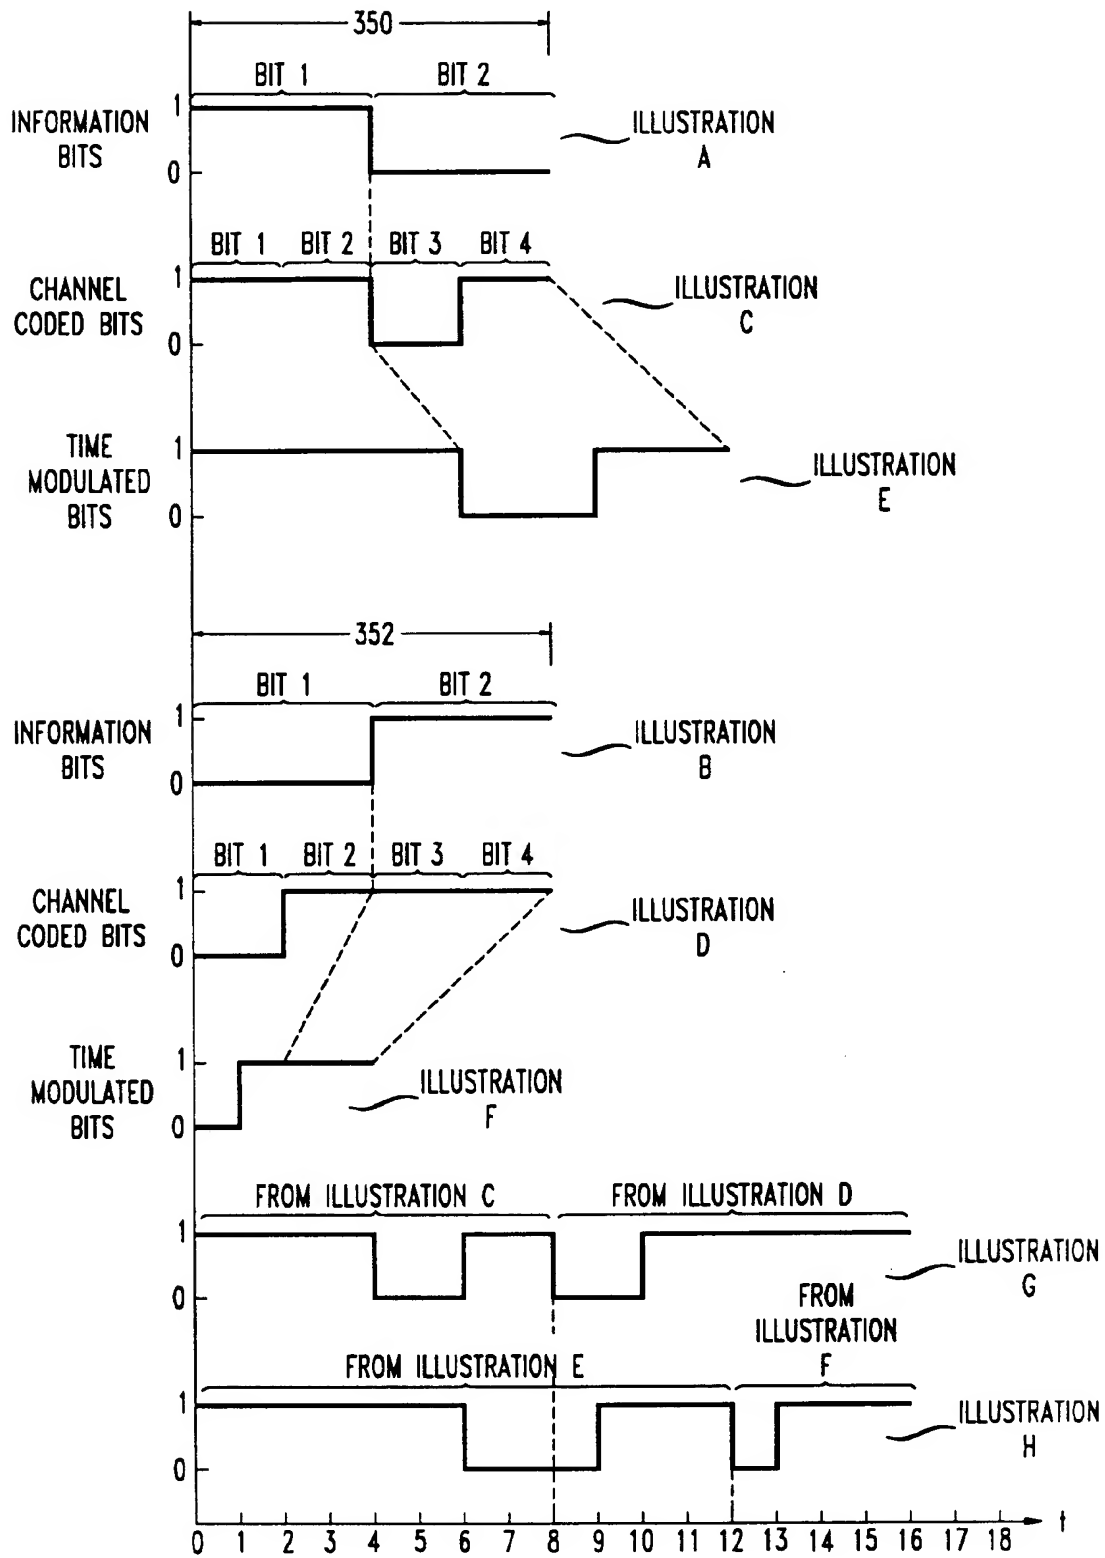 350
BIT 1 BIT 2
INFORMATION
BITS
1
0
ILLUSTRATION
A
BIT 1 BIT 2 BIT 3 BIT 4
CHANNEL
CODED BITS
1
0
ILLUSTRATION
C
TIME
MODULATED
BITS
1
0
ILLUSTRATION
E
352
BIT 1 BIT 2
INFORMATION
BITS
1
0
ILLUSTRATION
B
BIT 1 BIT 2 BIT 3 BIT 4
CHANNEL
CODED BITS
1
0
ILLUSTRATION
D
TIME
MODULATED
BITS
1
0
ILLUSTRATION
F
FROM ILLUSTRATION C FROM ILLUSTRATION D
1
0
ILLUSTRATION
G
FROM ILLUSTRATION E
FROM
ILLUSTRATION
F
1
0
ILLUSTRATION
H
0 1 2 3 4 5 6 7 8 9 10 11 12 13 14 15 16 17 18 t